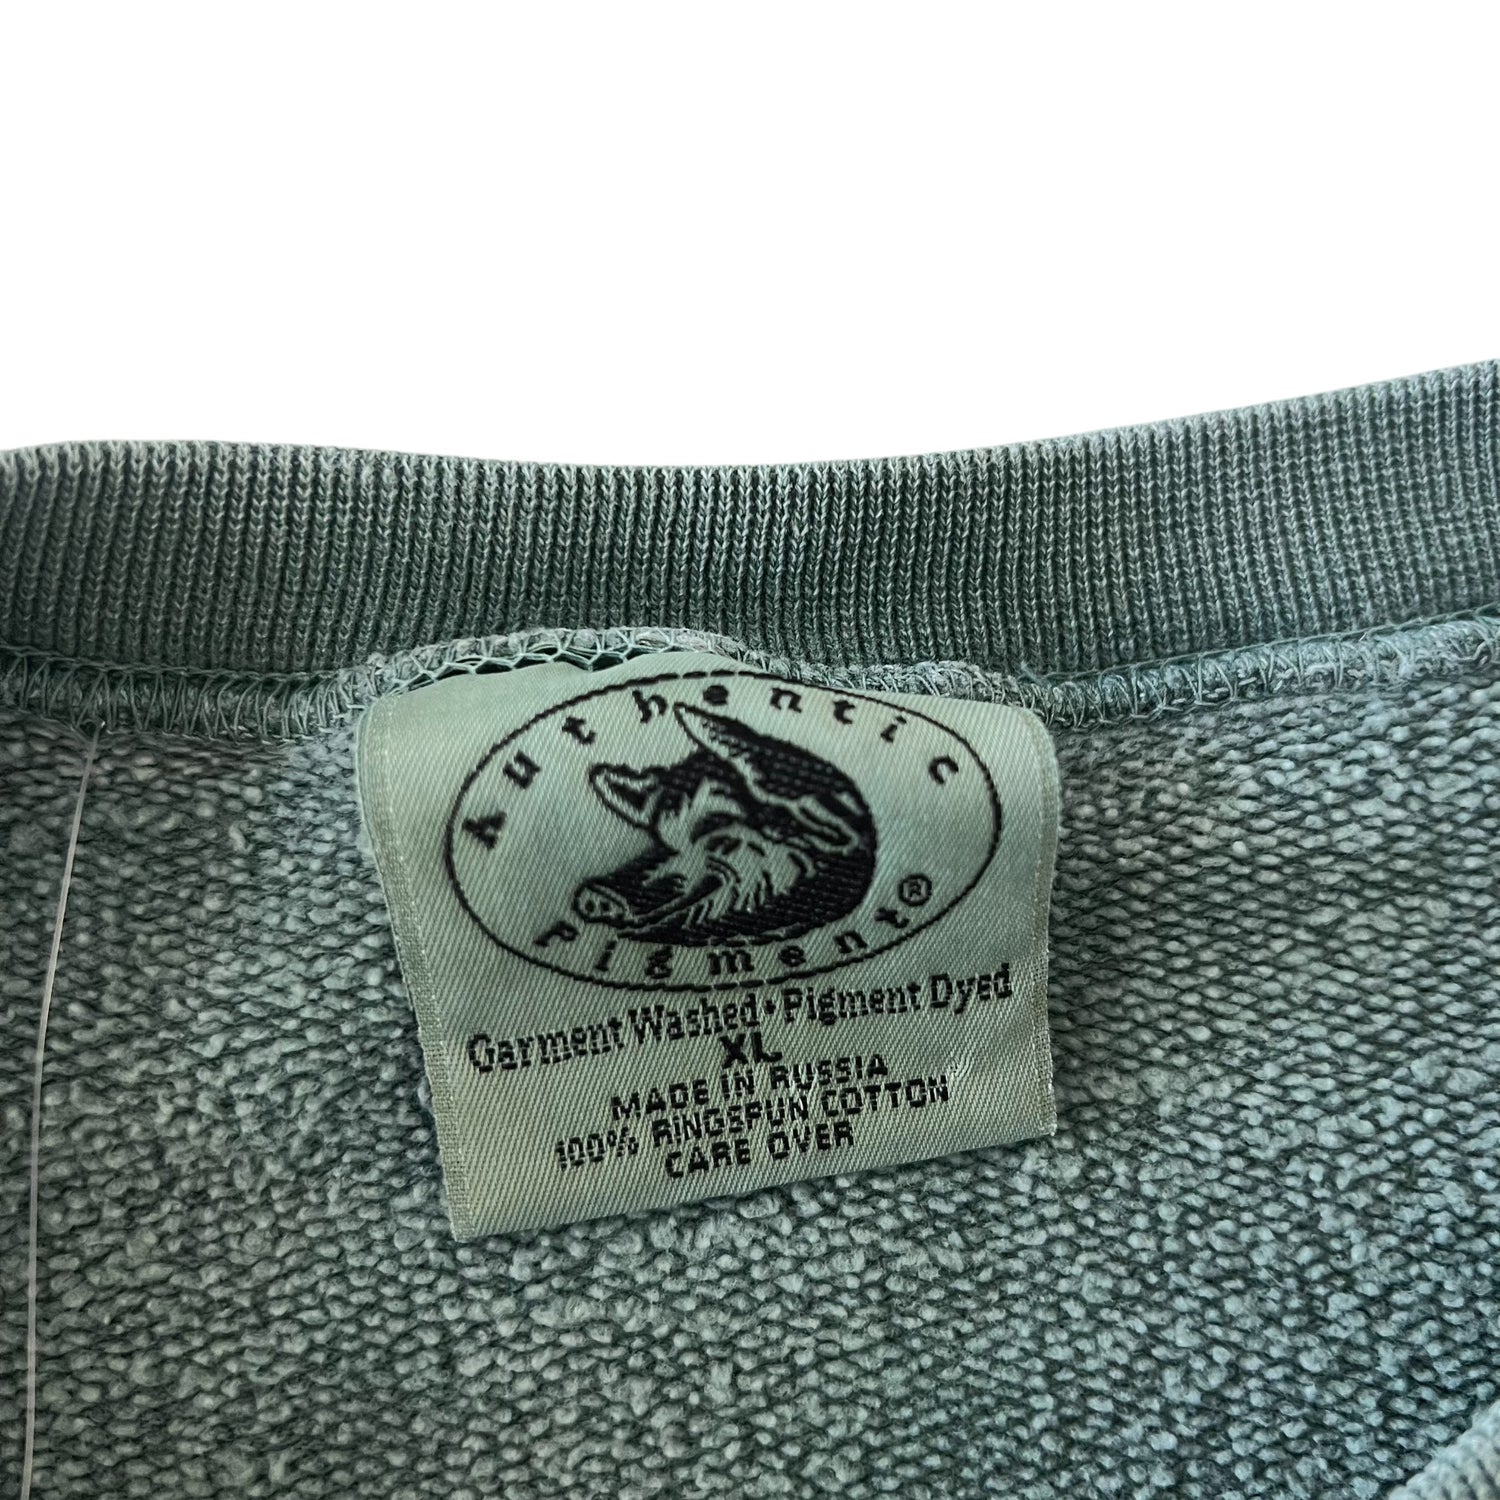 Authentic
Pigment®
Garment Washed • Pigment Dyed
XL
MADE IN RUSSIA
100% RINGSPUN COTTON
CARE OVER